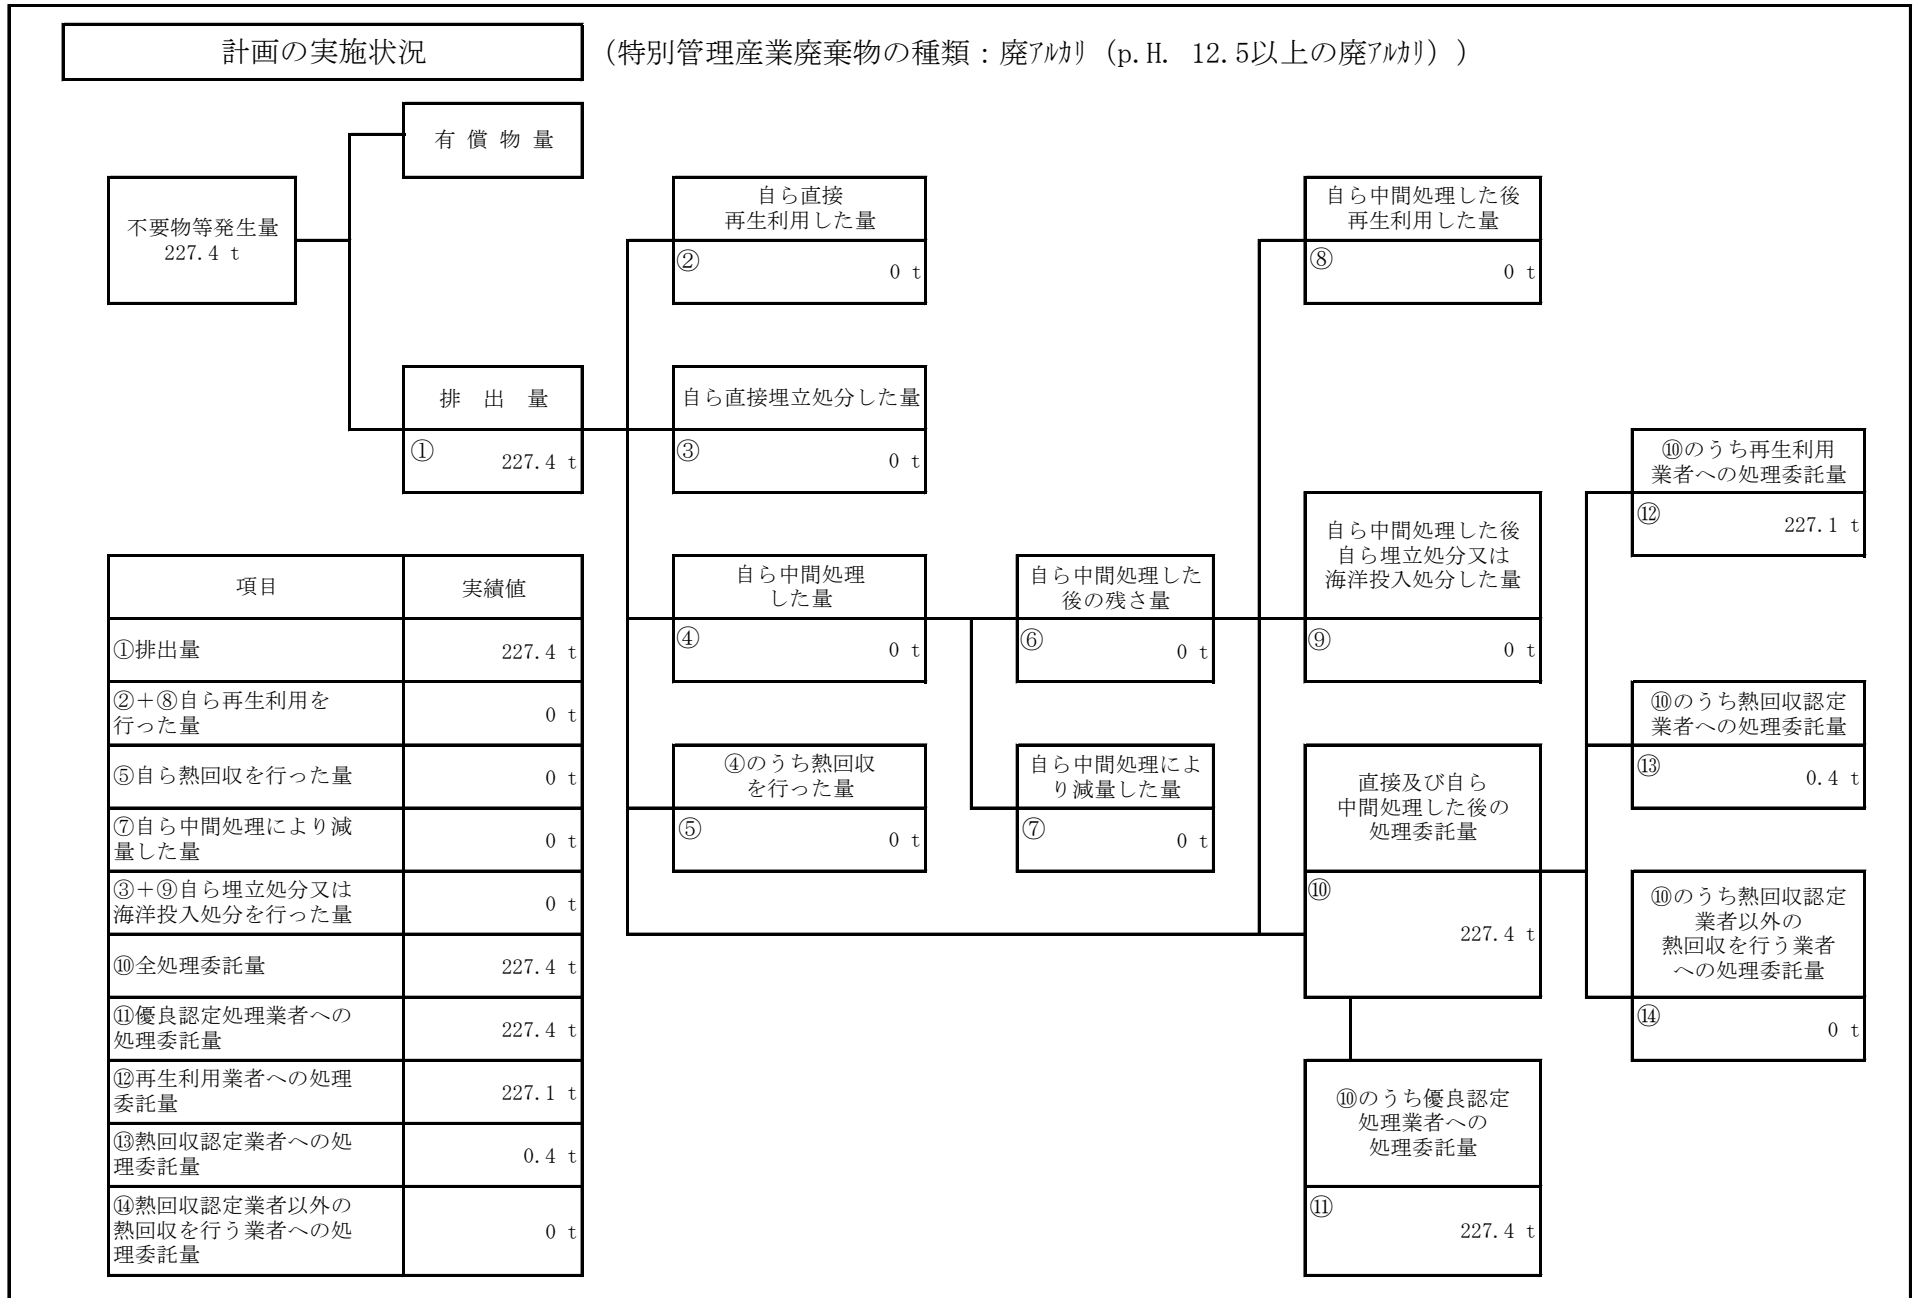 計画の実施状況
(特別管理産業廃棄物の種類：廃ｱﾙｶﾘ（p.H. 12.5以上の廃ｱﾙｶﾘ）)
有 償 物 量
不要物等発生量
227.4 t
自ら直接
再生利用した量
② 0 t
自ら中間処理した後
再生利用した量
⑧ 0 t
排 出 量
① 227.4 t
自ら直接埋立処分した量
③ 0 t
⑩のうち再生利用
業者への処理委託量
⑫ 227.1 t
自ら中間処理
した量
④ 0 t
自ら中間処理した
後の残さ量
⑥ 0 t
自ら中間処理した後
自ら埋立処分又は
海洋投入処分した量
⑨ 0 t
⑩のうち熱回収認定
業者への処理委託量
⑬ 0.4 t
④のうち熱回収
を行った量
⑤ 0 t
自ら中間処理によ
り減量した量
⑦ 0 t
直接及び自ら
中間処理した後の
処理委託量
⑩
227.4 t
⑩のうち熱回収認定
業者以外の
熱回収を行う業者
への処理委託量
⑭ 0 t
⑩のうち優良認定
処理業者への
処理委託量
⑪
227.4 t
項目 実績値
①排出量 227.4 t
②＋⑧自ら再生利用を
行った量 0 t
⑤自ら熱回収を行った量 0 t
⑦自ら中間処理により減
量した量 0 t
③＋⑨自ら埋立処分又は
海洋投入処分を行った量 0 t
⑩全処理委託量 227.4 t
⑪優良認定処理業者への
処理委託量 227.4 t
⑫再生利用業者への処理
委託量 227.1 t
⑬熱回収認定業者への処
理委託量 0.4 t
⑭熱回収認定業者以外の
熱回収を行う業者への処
理委託量 0 t